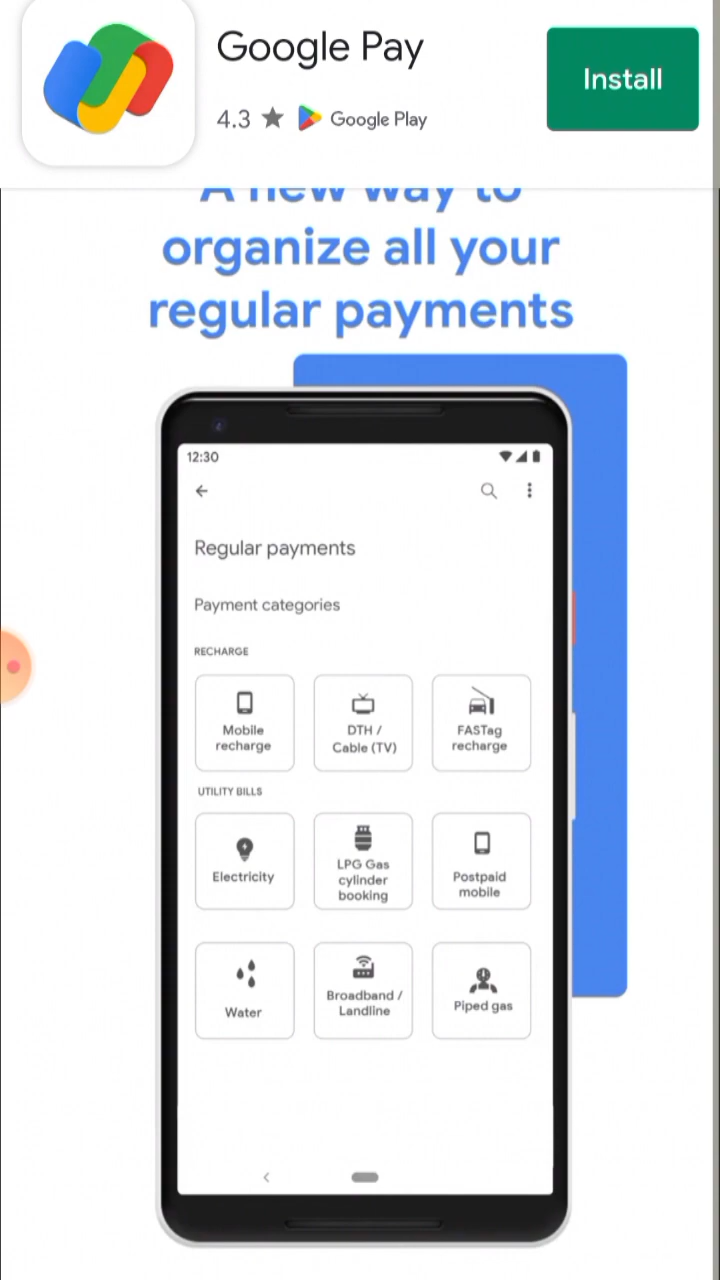 Google Pay
Install
4.3 ★ Google Play
A new way to
organize all your
regular payments
12:30
Regular payments
Payment categories
RECHARGE
Mobile
recharge
DTH /
Cable (TV)
FASTag
recharge
UTILITY BILLS
Electricity
LPG Gas
cylinder
booking
Postpaid
mobile
Water
Broadband /
Landline
Piped gas